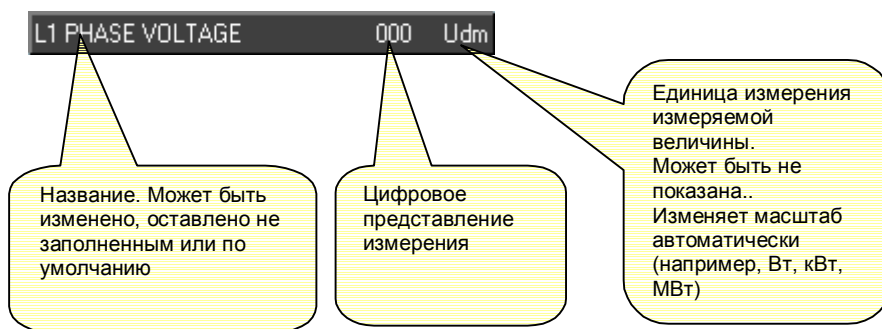 L1 PHASE VOLTAGE 000 Udm
Название. Может быть
изменено, оставлено не
заполненным или по
умолчанию
Цифровое
представление
измерения
Единица измерения
измеряемой
величины.
Может быть не
показана..
Изменяет масштаб
автоматически
(например, Вт, кВт,
МВт)